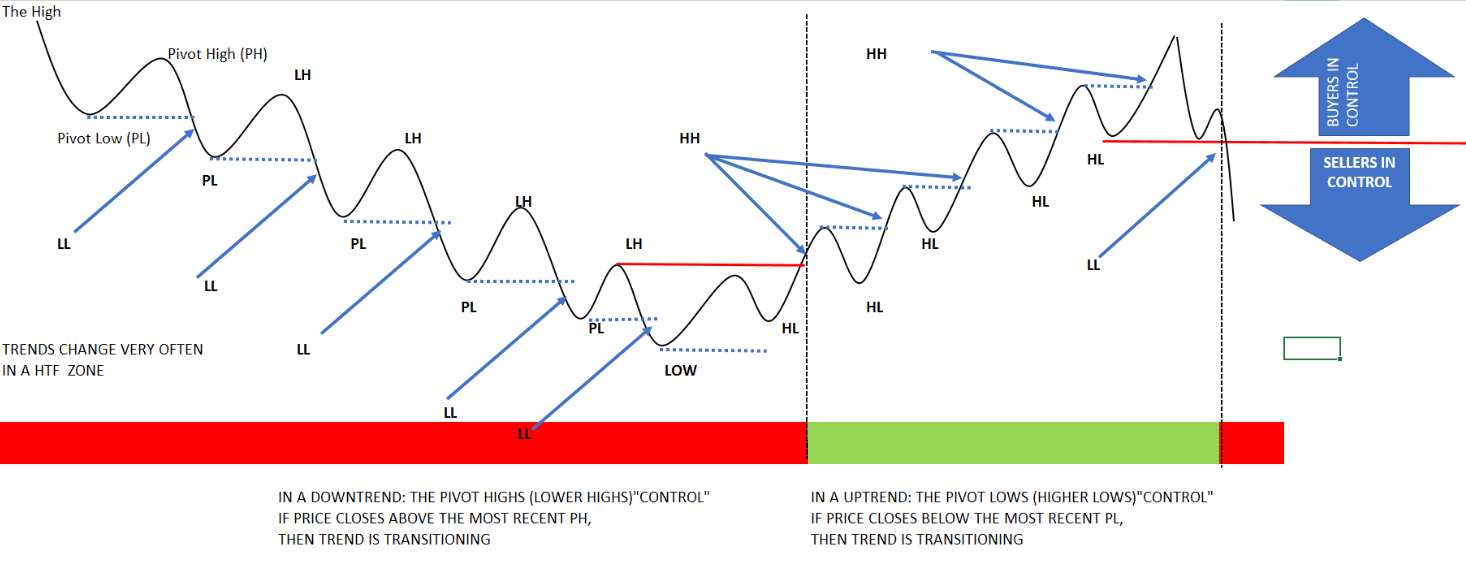 The High
Pivot High (PH)
LH
Pivot Low (PL)
LH
HH
HH
BUYERS IN
CONTROL
SELLERS IN
CONTROL
HL
PL
LH
HL
LL
PL
LH
HL
LL
LL
PL
HL
PL
HL
TRENDS CHANGE VERY OFTEN
IN A HTF ZONE
LL
LOW
LL
LL
IN A DOWNTREND: THE PIVOT HIGHS (LOWER HIGHS)"CONTROL"
IF PRICE CLOSES ABOVE THE MOST RECENT PH,
THEN TREND IS TRANSITIONING
IN A UPTREND: THE PIVOT LOWS (HIGHER LOWS)"CONTROL"
IF PRICE CLOSES BELOW THE MOST RECENT PL,
THEN TREND IS TRANSITIONING